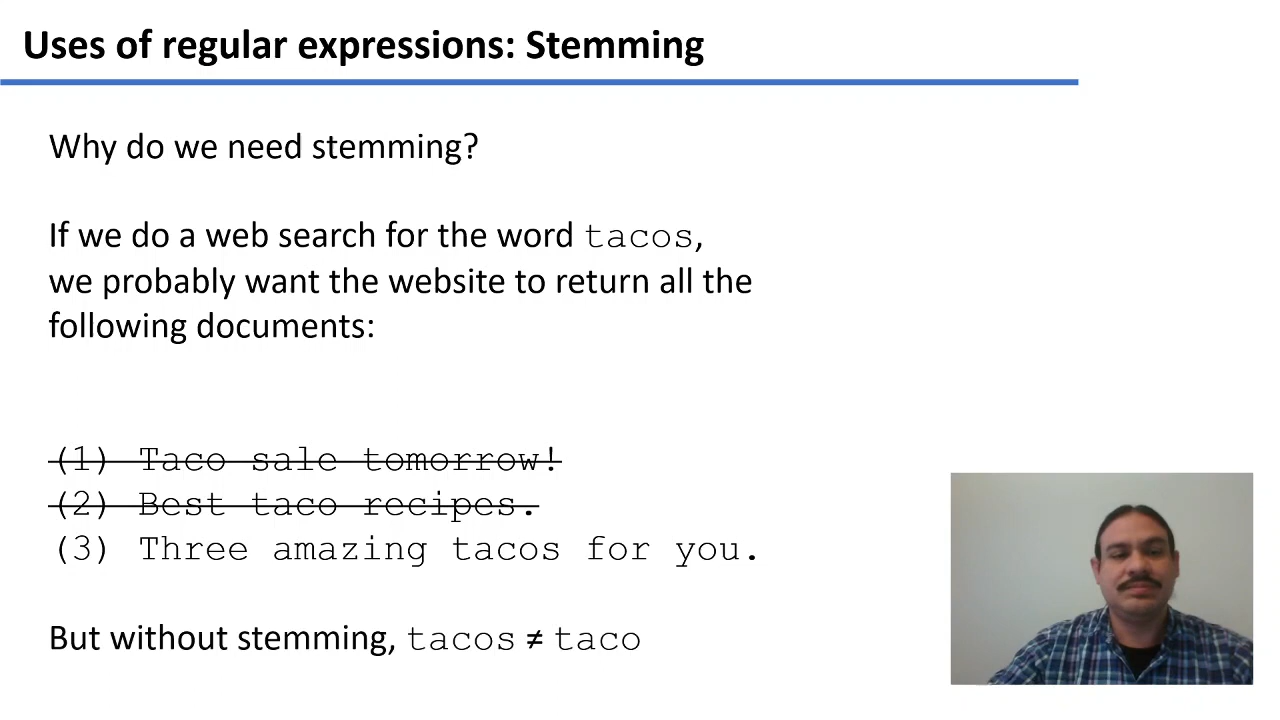 Uses of regular expressions: Stemming
Why do we need stemming?
If we do a web search for the word tacos,
we probably want the website to return all the
following documents:
(1) Taco sale tomorrow!
(2) Best taco recipes.
(3) Three amazing tacos for you.
But without stemming, tacos ≠ taco